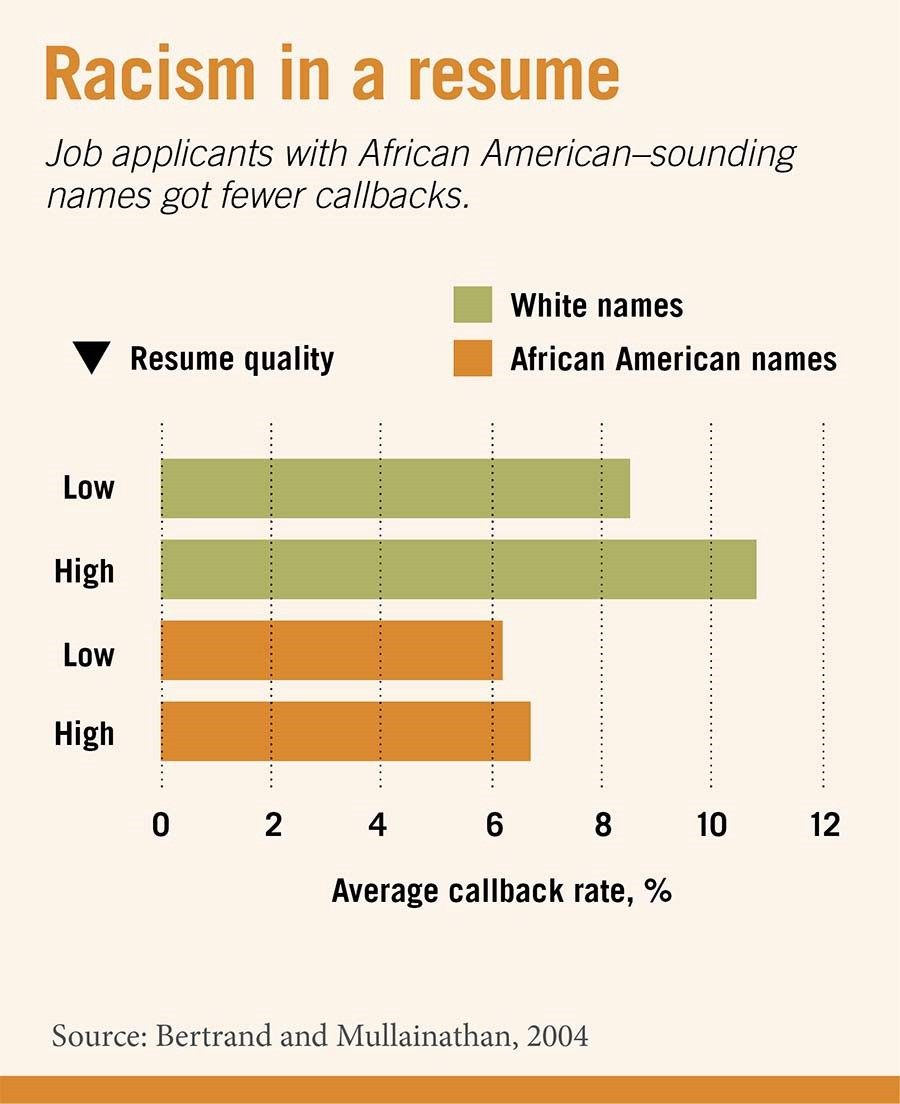 Racism in a resume
Job applicants with African American–sounding
names got fewer callbacks.
White names
Resume quality
African American names
Low
High
Low
High
0 2 4 6 8 10 12
Average callback rate, %
Source: Bertrand and Mullainathan, 2004